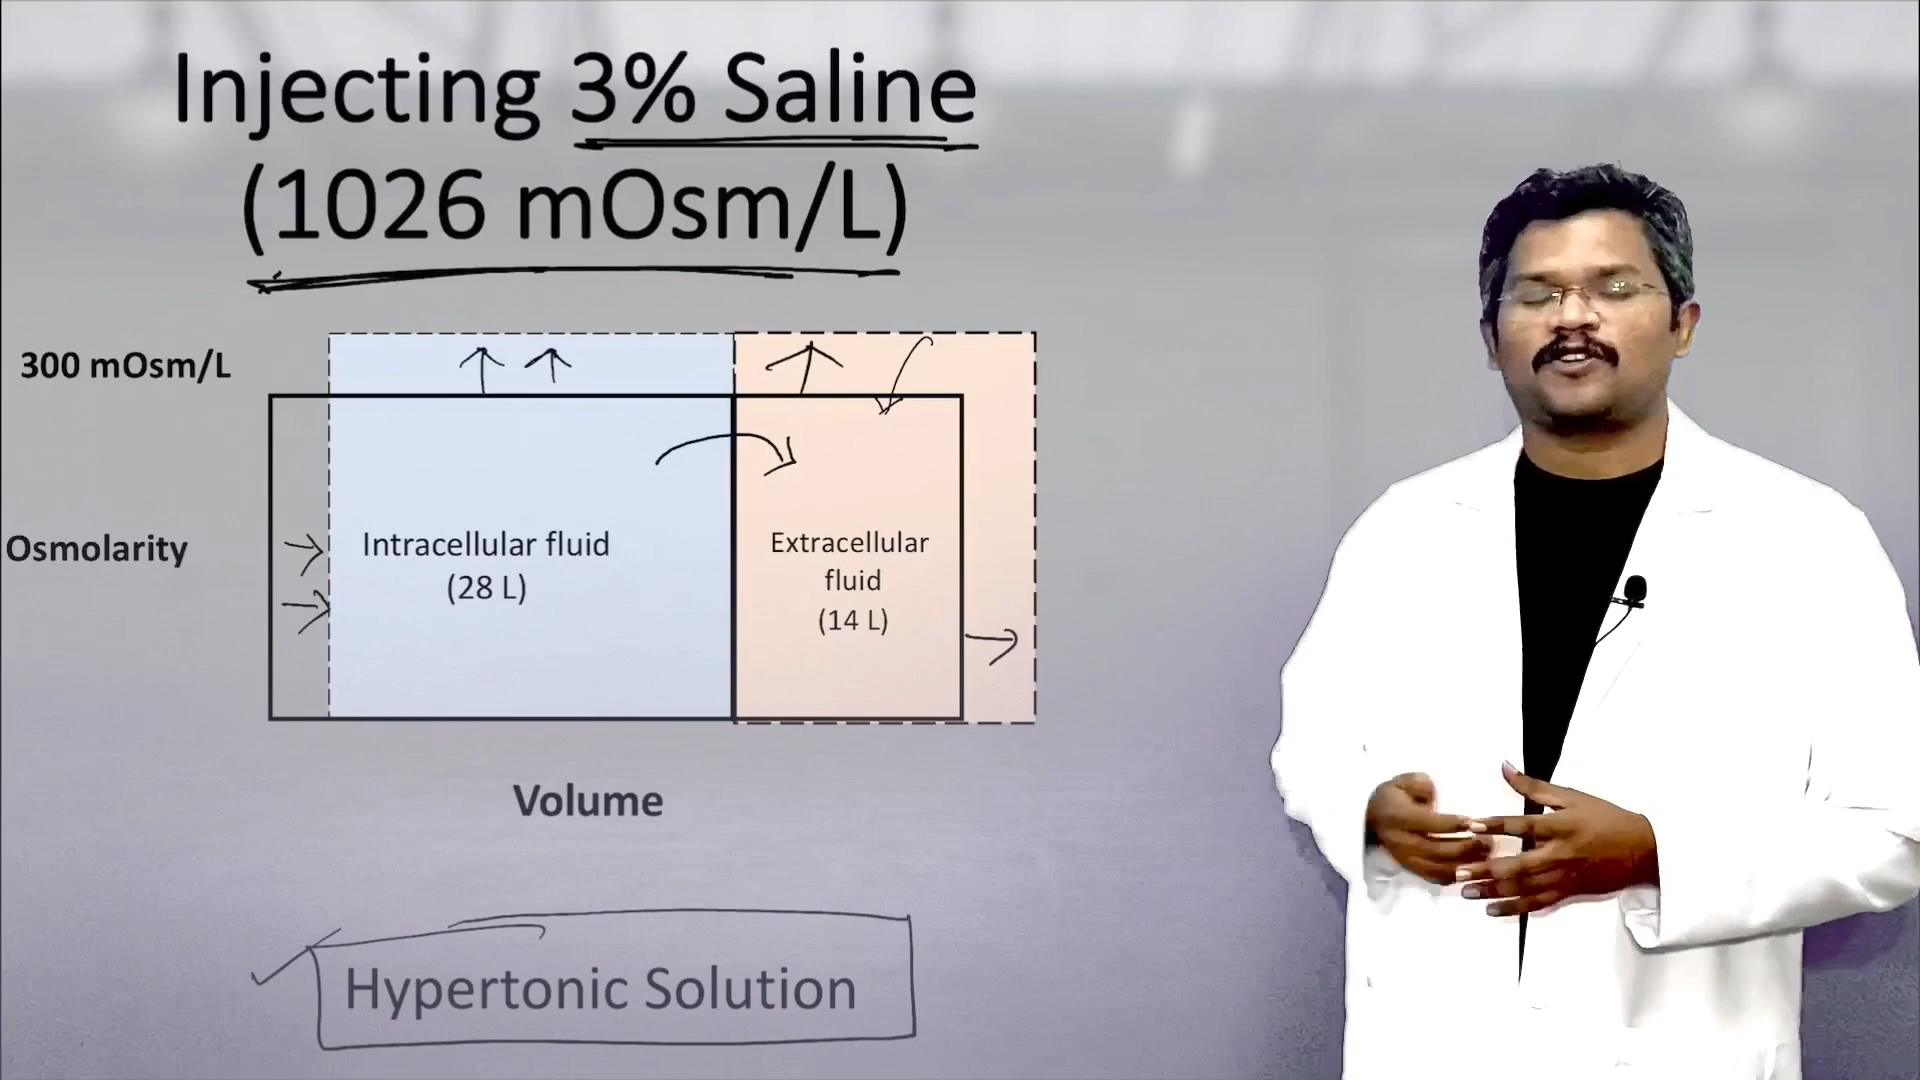 Injecting 3% Saline
(1026 mOsm/L)
300 mOsm/L
Osmolarity
Intracellular fluid
(28 L)
Extracellular
fluid
(14 L)
Volume
Hypertonic Solution